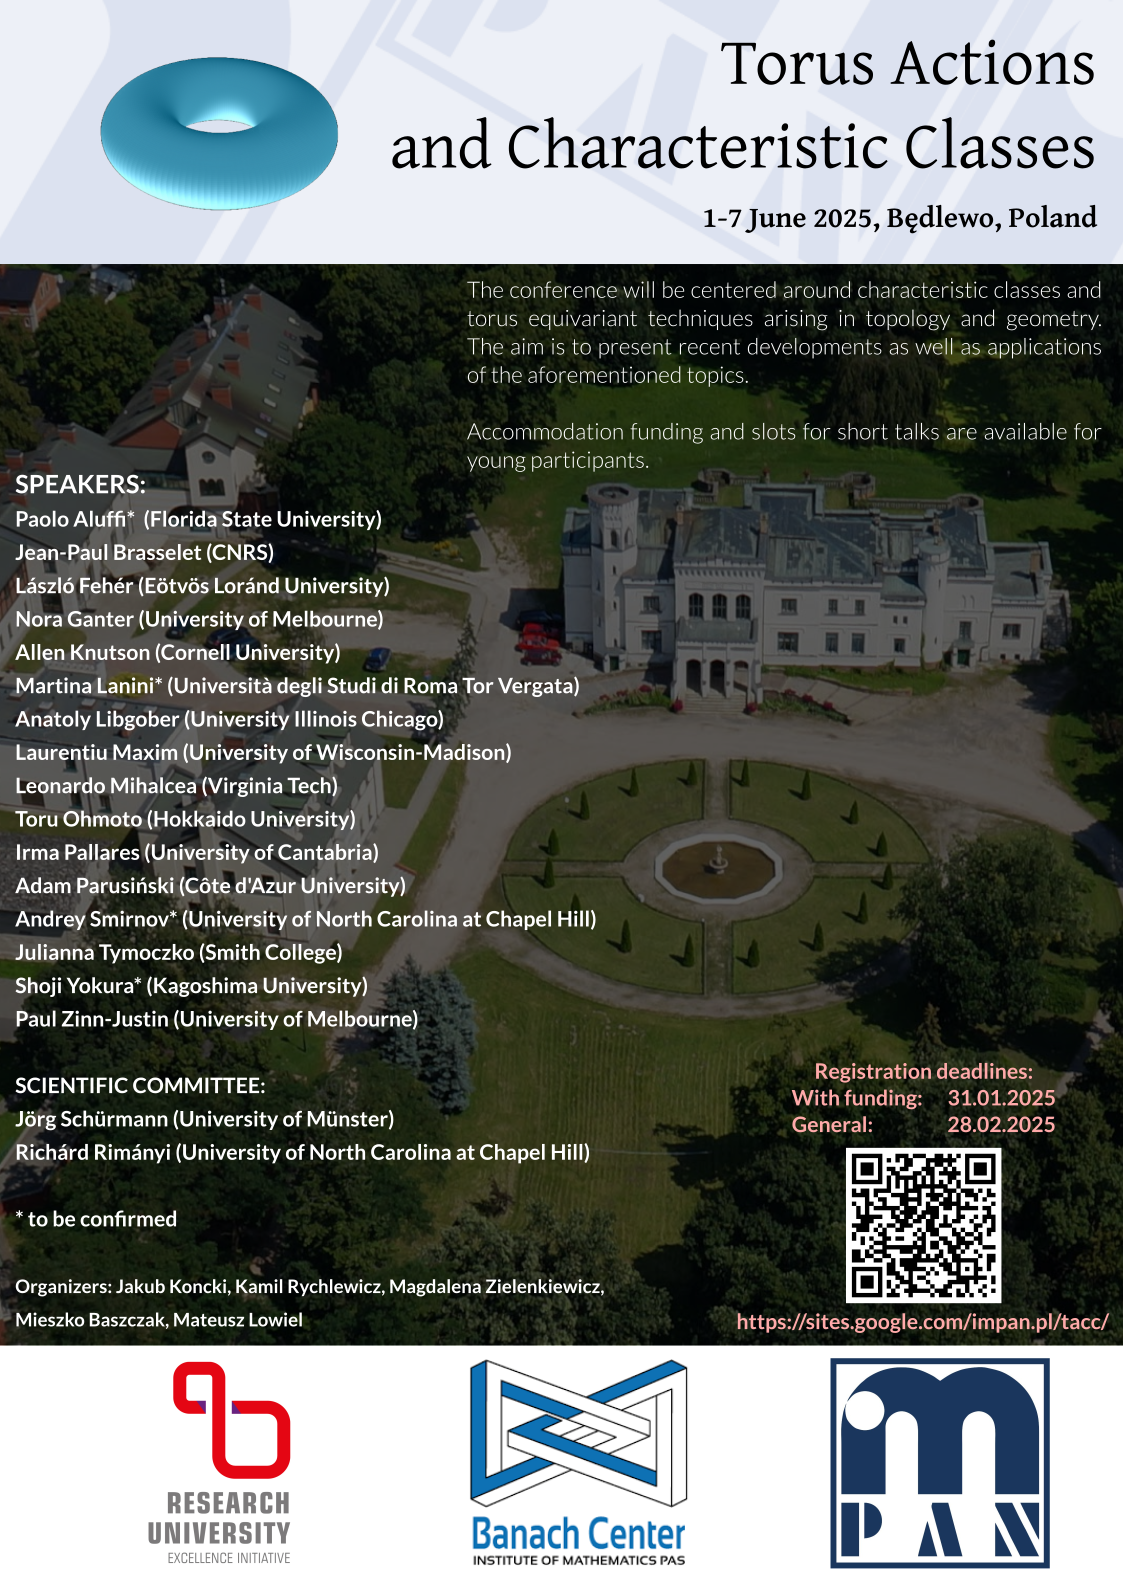 Torus Actions
and Characteristic Classes
1-7 June 2025, Będlewo, Poland
The conference will be centered around characteristic classes and
torus equivariant techniques arising in topology and geometry.
The aim is to present recent developments as well as applications
of the aforementioned topics.
Accommodation funding and slots for short talks are available for
young participants.
SPEAKERS:
Paolo Aluffi* (Florida State University)
Jean-Paul Brasselet (CNRS)
László Fehér (Eötvös Loránd University)
Nora Ganter (University of Melbourne)
Allen Knutson (Cornell University)
Martina Lanini* (Università degli Studi di Roma Tor Vergata)
Anatoly Libgober (University Illinois Chicago)
Laurentiu Maxim (University of Wisconsin-Madison)
Leonardo Mihalcea (Virginia Tech)
Toru Ohmoto (Hokkaido University)
Irma Pallares (University of Cantabria)
Adam Parusiński (Côte d'Azur University)
Andrey Smirnov* (University of North Carolina at Chapel Hill)
Julianna Tymoczko (Smith College)
Shoji Yokura* (Kagoshima University)
Paul Zinn-Justin (University of Melbourne)
SCIENTIFIC COMMITTEE:
Jörg Schürmann (University of Münster)
Richárd Rimányi (University of North Carolina at Chapel Hill)
* to be confirmed
Organizers: Jakub Koncki, Kamil Rychlewicz, Magdalena Zielenkiewicz,
Mieszko Baszczak, Mateusz Lowiel
Registration deadlines:
With funding: 31.01.2025
General: 28.02.2025
https://sites.google.com/impan.pl/tacc/
RESEARCH
UNIVERSITY
EXCELLENCE INITIATIVE
Banach Center
INSTITUTE OF MATHEMATICS PAS
im
PAN